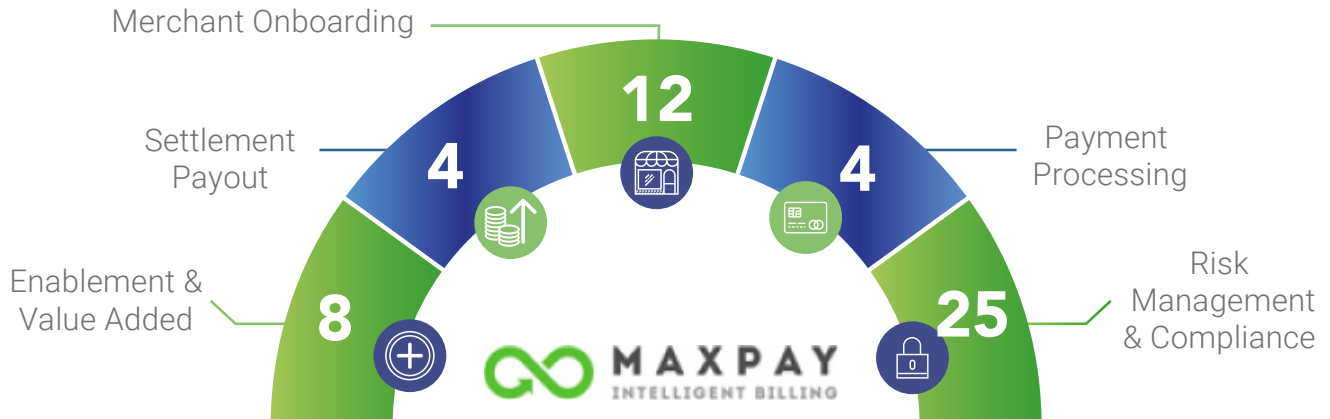 Merchant Onboarding
12
Settlement
Payout
4
4
Payment
Processing
Enablement &
Value Added
8
25
Risk
Management
& Compliance
0
MAXPAY
INTELLIGENT BILLING